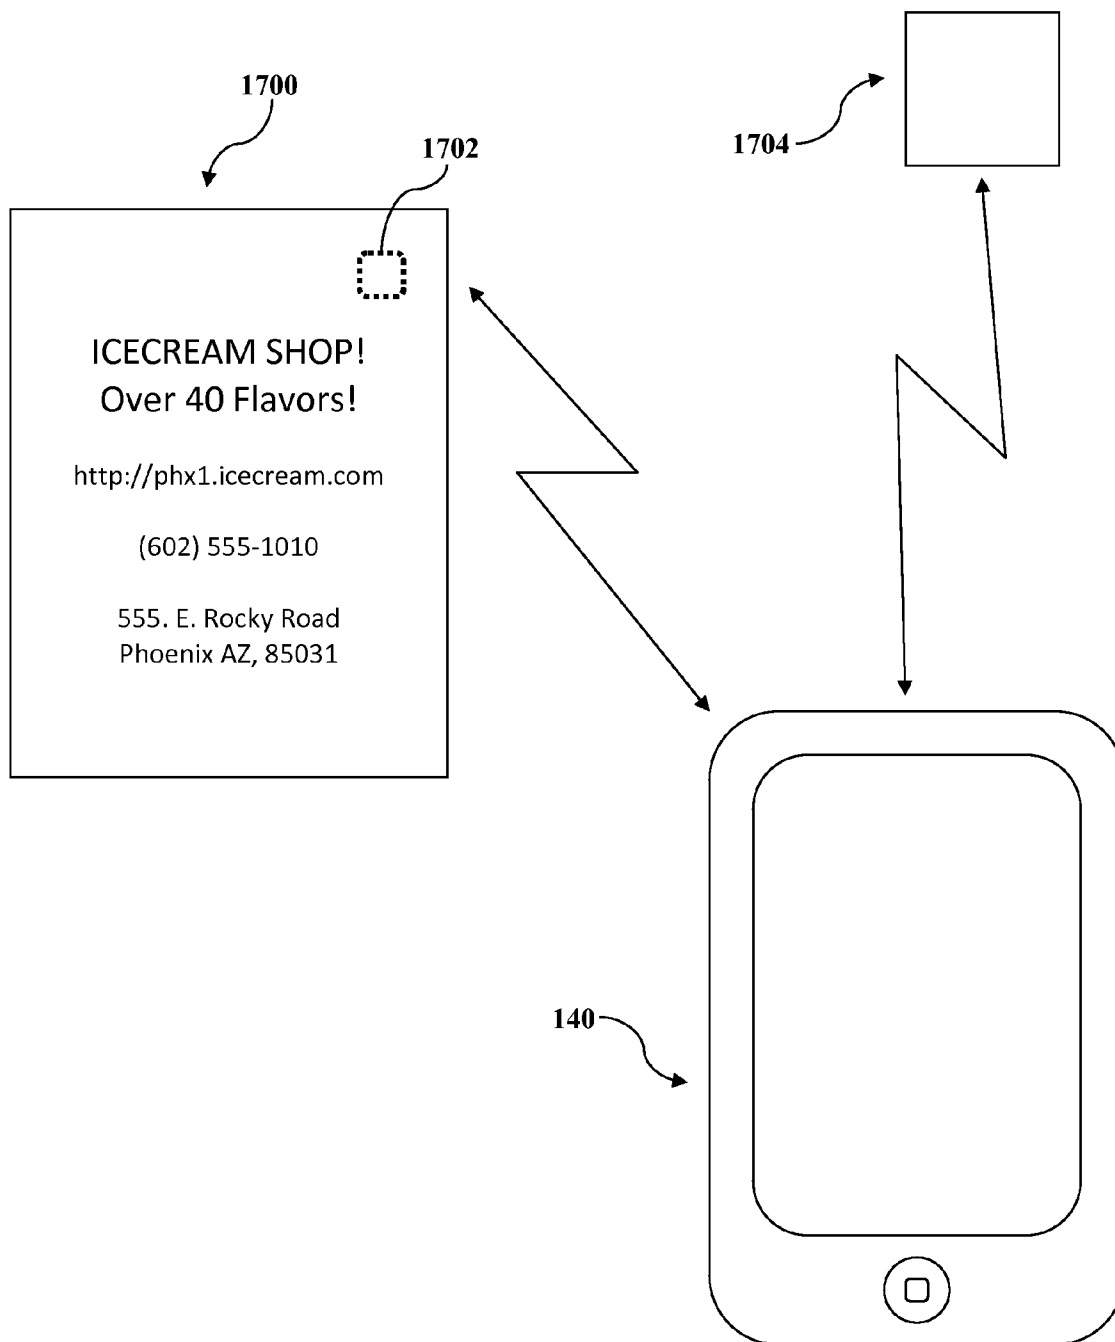 1700
1702
1704
ICECREAM SHOP!
Over 40 Flavors!
http://phx1.icecream.com
(602) 555-1010
555. E. Rocky Road
Phoenix AZ, 85031
140